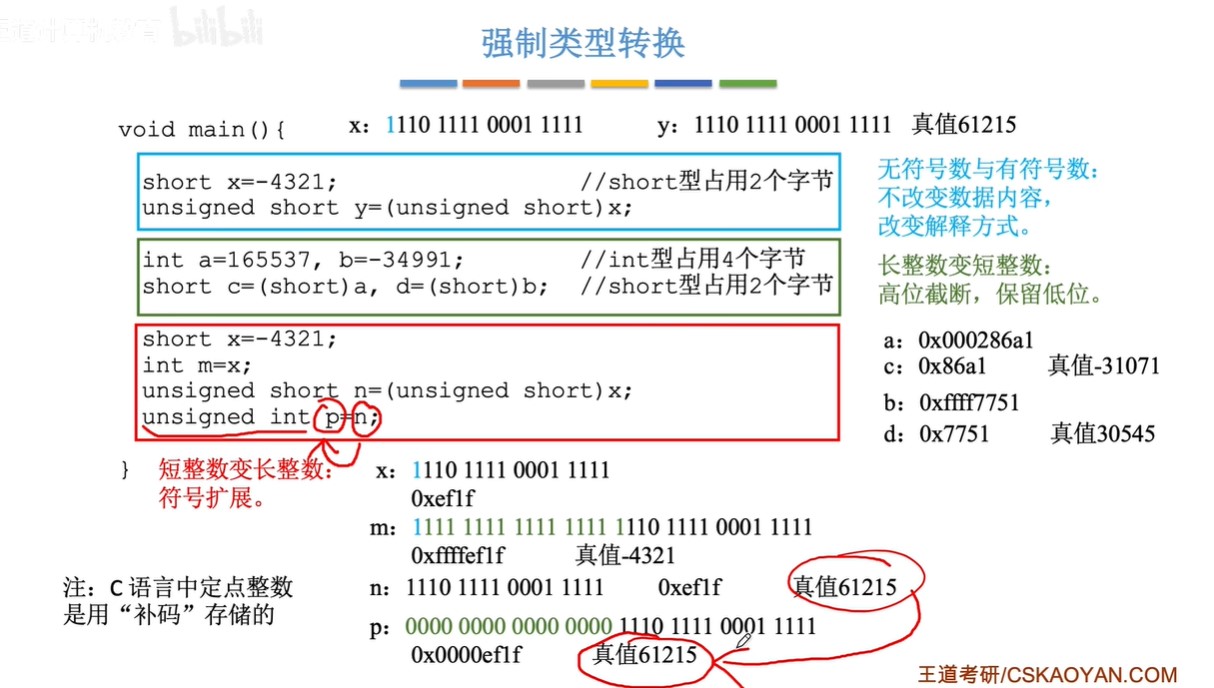 bilibili
强制类型转换
void main(){
x：1110 1111 0001 1111
y：1110 1111 0001 1111 真值61215
short x=-4321; //short型占用2个字节
unsigned short y=(unsigned short)x;
无符号数与有符号数：
不改变数据内容，
改变解释方式。
int a=165537, b=-34991; //int型占用4个字节
short c=(short)a, d=(short)b; //short型占用2个字节
长整数变短整数：
高位截断，保留低位。
short x=-4321;
int m=x;
unsigned short n=(unsigned short)x;
unsigned int p=n;
a：0x000286a1
c：0x86a1 真值-31071
b：0xffff7751
d：0x7751 真值30545
}
短整数变长整数：
符号扩展。
x：1110 1111 0001 1111
0xef1f
m：1111 1111 1111 1111 1110 1111 0001 1111
0xffffef1f 真值-4321
n：1110 1111 0001 1111 0xef1f 真值61215
p：0000 0000 0000 0000 1110 1111 0001 1111
0x0000ef1f 真值61215
注：C 语言中定点整数
是用“补码”存储的
王道考研/CSKAOYAN.COM